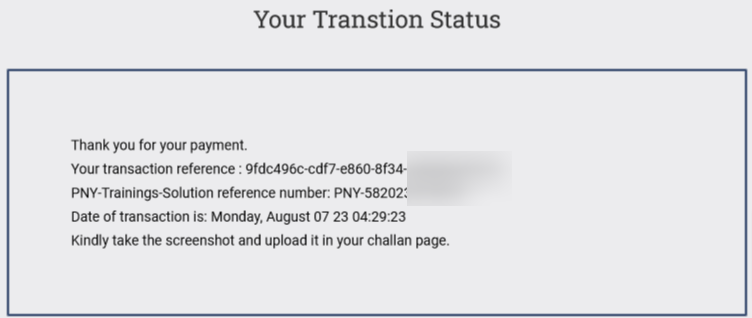 Your Transtion Status
Thank you for your payment.
Your transaction reference : 9fdc496c-cdf7-e860-8f34-
PNY-Trainings-Solution reference number: PNY-582023
Date of transaction is: Monday, August 07 23 04:29:23
Kindly take the screenshot and upload it in your challan page.